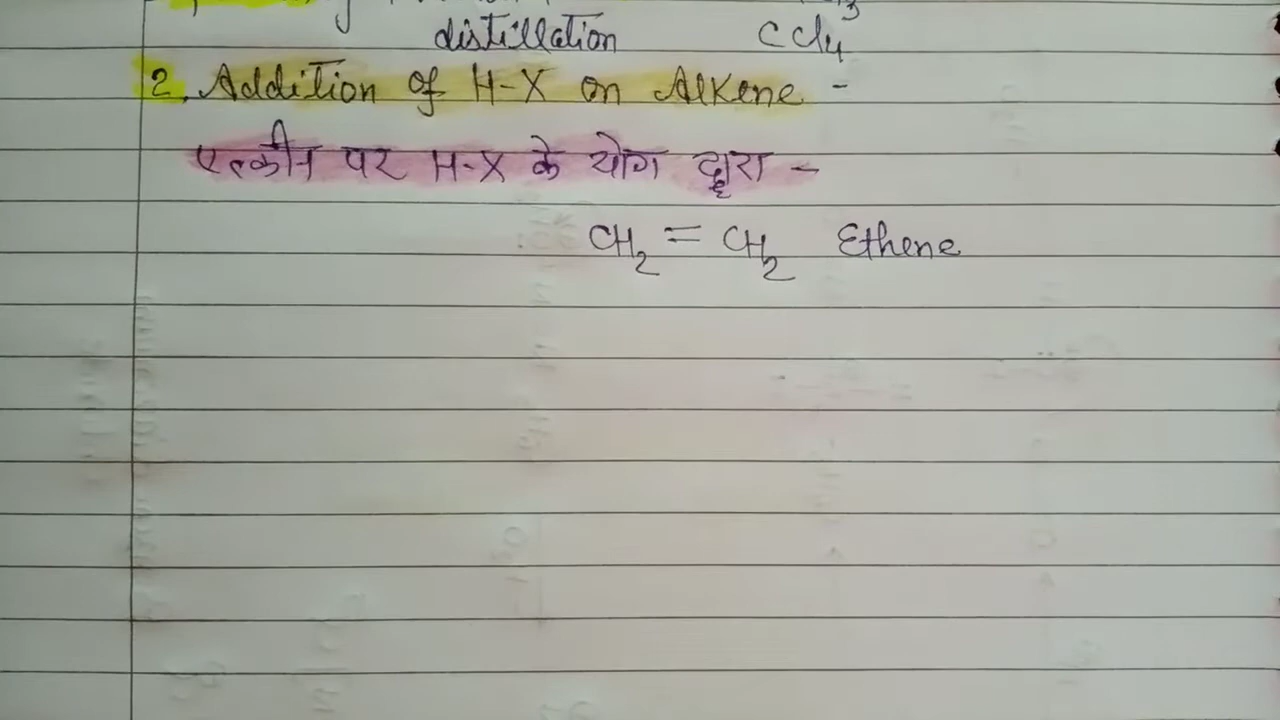 distillation CCl4
2. Addition of H-X on Alkene -
एल्कीन पर H-X के योग द्वारा -
CH2 = CH2 Ethene